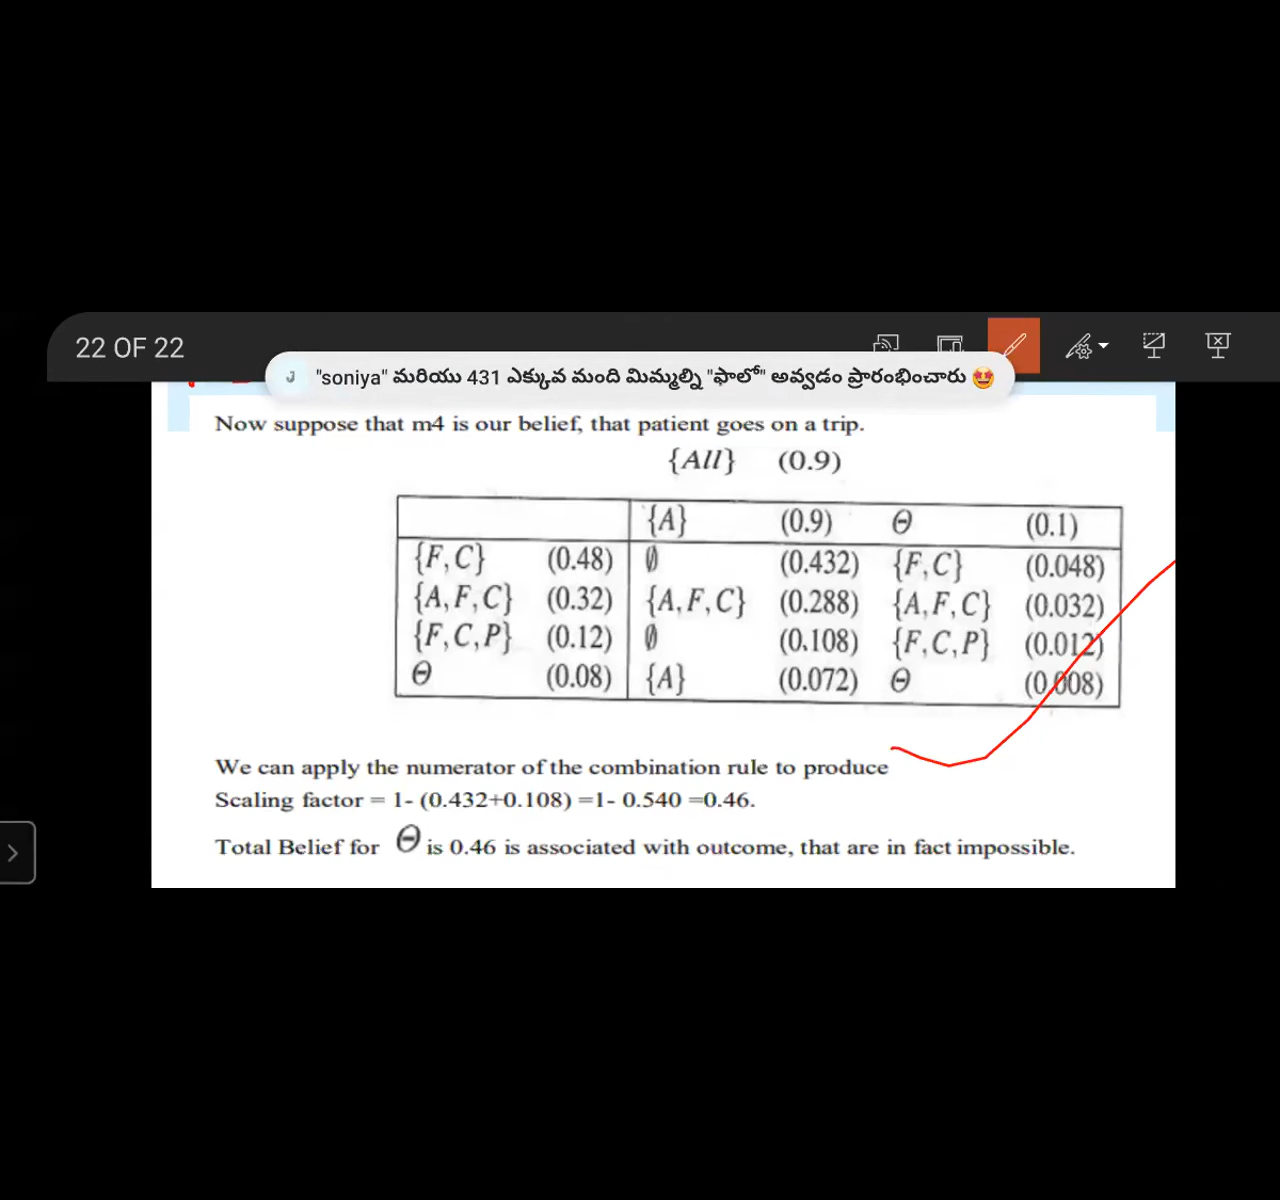 22 OF 22
J "soniya" మరియు 431 ఎక్కువ మంది మిమ్మల్ని "ఫాలో" అవ్వడం ప్రారంభించారు 🤩
Now suppose that m4 is our belief, that patient goes on a trip.
{All} (0.9)
{A} (0.9) Θ (0.1)
{F,C} (0.48) ∅ (0.432) {F,C} (0.048)
{A,F,C} (0.32) {A,F,C} (0.288) {A,F,C} (0.032)
{F,C,P} (0.12) ∅ (0.108) {F,C,P} (0.012)
Θ (0.08) {A} (0.072) Θ (0.008)
We can apply the numerator of the combination rule to produce
Scaling factor = 1- (0.432+0.108) =1- 0.540 =0.46.
Total Belief for Θ is 0.46 is associated with outcome, that are in fact impossible.